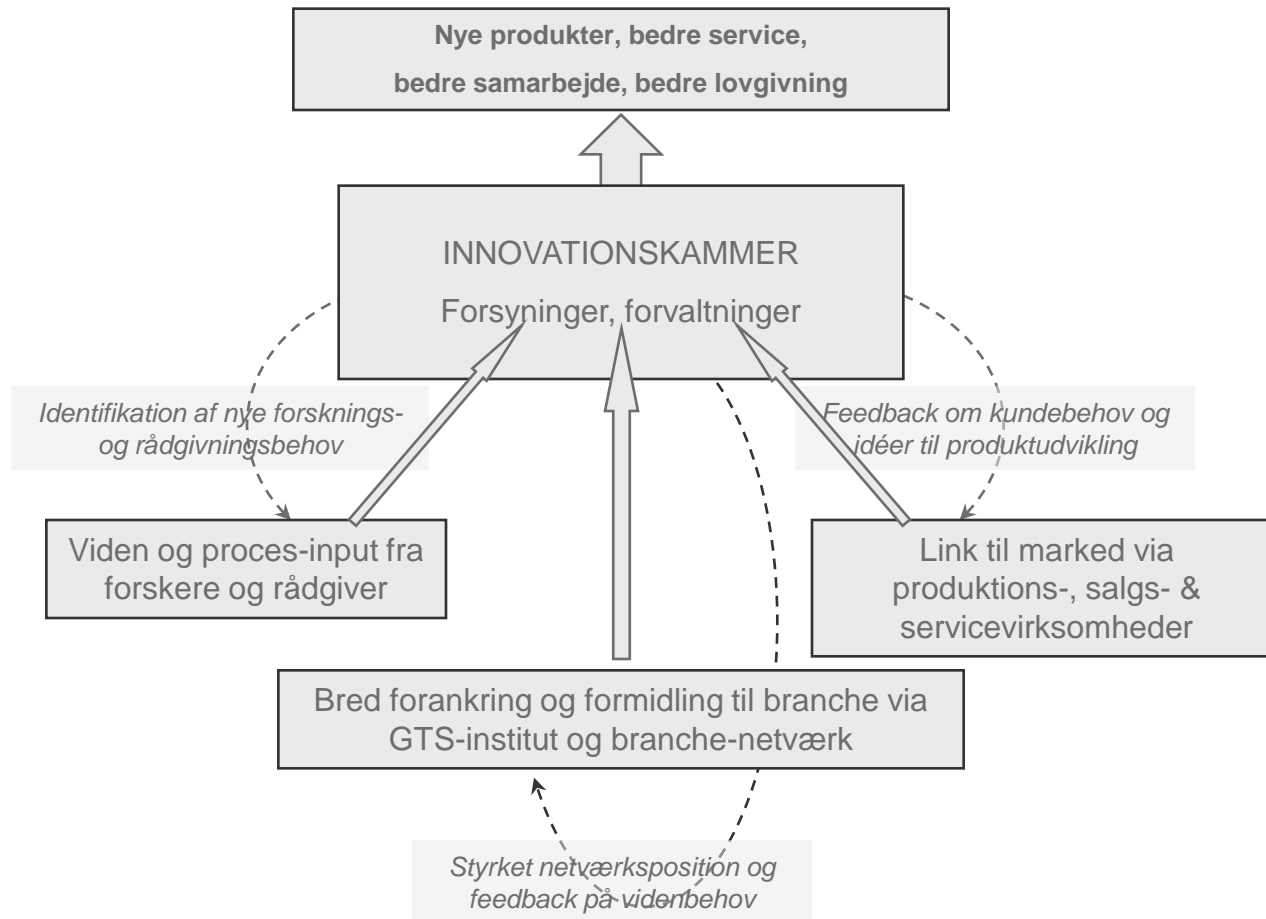 Nye produkter, bedre service,
bedre samarbejde, bedre lovgivning
INNOVATIONSKAMMER
Forsyninger, forvaltninger
Identifikation af nye forsknings-
og rådgivningsbehov
Feedback om kundebehov og
idéer til produktudvikling
Viden og proces-input fra
forskere og rådgiver
Link til marked via
produktions-, salgs- &
servicevirksomheder
Bred forankring og formidling til branche via
GTS-institut og branche-netværk
Styrket netværksposition og
feedback på videnbehov